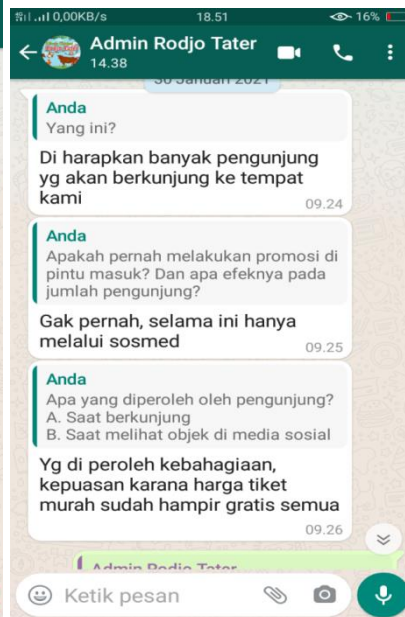 0,00KB/s 18.51 16%
Admin Rodjo Tater
14.38
30 Januari 2021
Anda
Yang ini?
Di harapkan banyak pengunjung
yg akan berkunjung ke tempat
kami
09.24
Anda
Apakah pernah melakukan promosi di
pintu masuk? Dan apa efeknya pada
jumlah pengunjung?
Gak pernah, selama ini hanya
melalui sosmed
09.25
Anda
Apa yang diperoleh oleh pengunjung?
A. Saat berkunjung
B. Saat melihat objek di media sosial
Yg di peroleh kebahagiaan,
kepuasan karana harga tiket
murah sudah hampir gratis semua
09.26
Admin Rodjo Tater
Ketik pesan